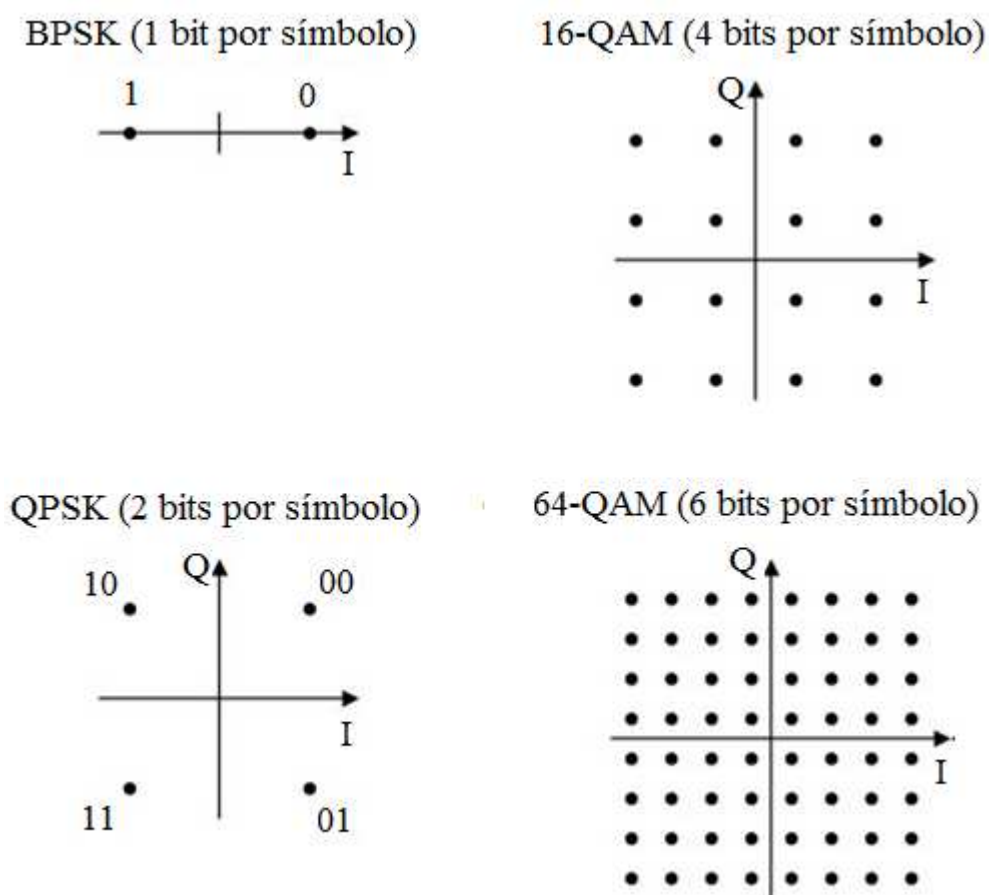 BPSK (1 bit por símbolo)
1 0
I
16-QAM (4 bits por símbolo)
Q
I
QPSK (2 bits por símbolo)
Q
10 00
I
11 01
64-QAM (6 bits por símbolo)
Q
I